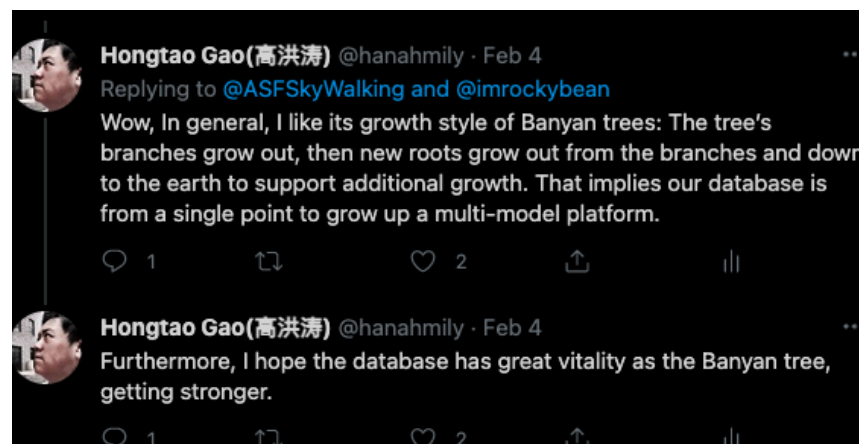 Hongtao Gao(高洪涛) @hanahmily · Feb 4
Replying to @ASFSkyWalking and @imrockybean
Wow, In general, I like its growth style of Banyan trees: The tree's
branches grow out, then new roots grow out from the branches and down
to the earth to support additional growth. That implies our database is
from a single point to grow up a multi-model platform.
1 2
Hongtao Gao(高洪涛) @hanahmily · Feb 4
Furthermore, I hope the database has great vitality as the Banyan tree,
getting stronger.
1 2